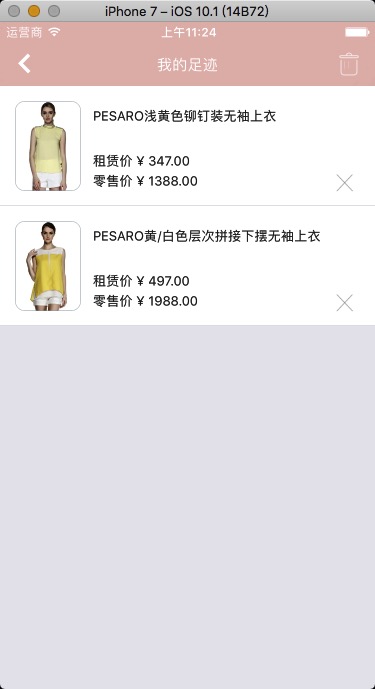 iPhone 7 – iOS 10.1 (14B72)
运营商 上午11:24
我的足迹
PESARO浅黄色铆钉装无袖上衣
租赁价 ¥ 347.00
零售价 ¥ 1388.00
PESARO黄/白色层次拼接下摆无袖上衣
租赁价 ¥ 497.00
零售价 ¥ 1988.00